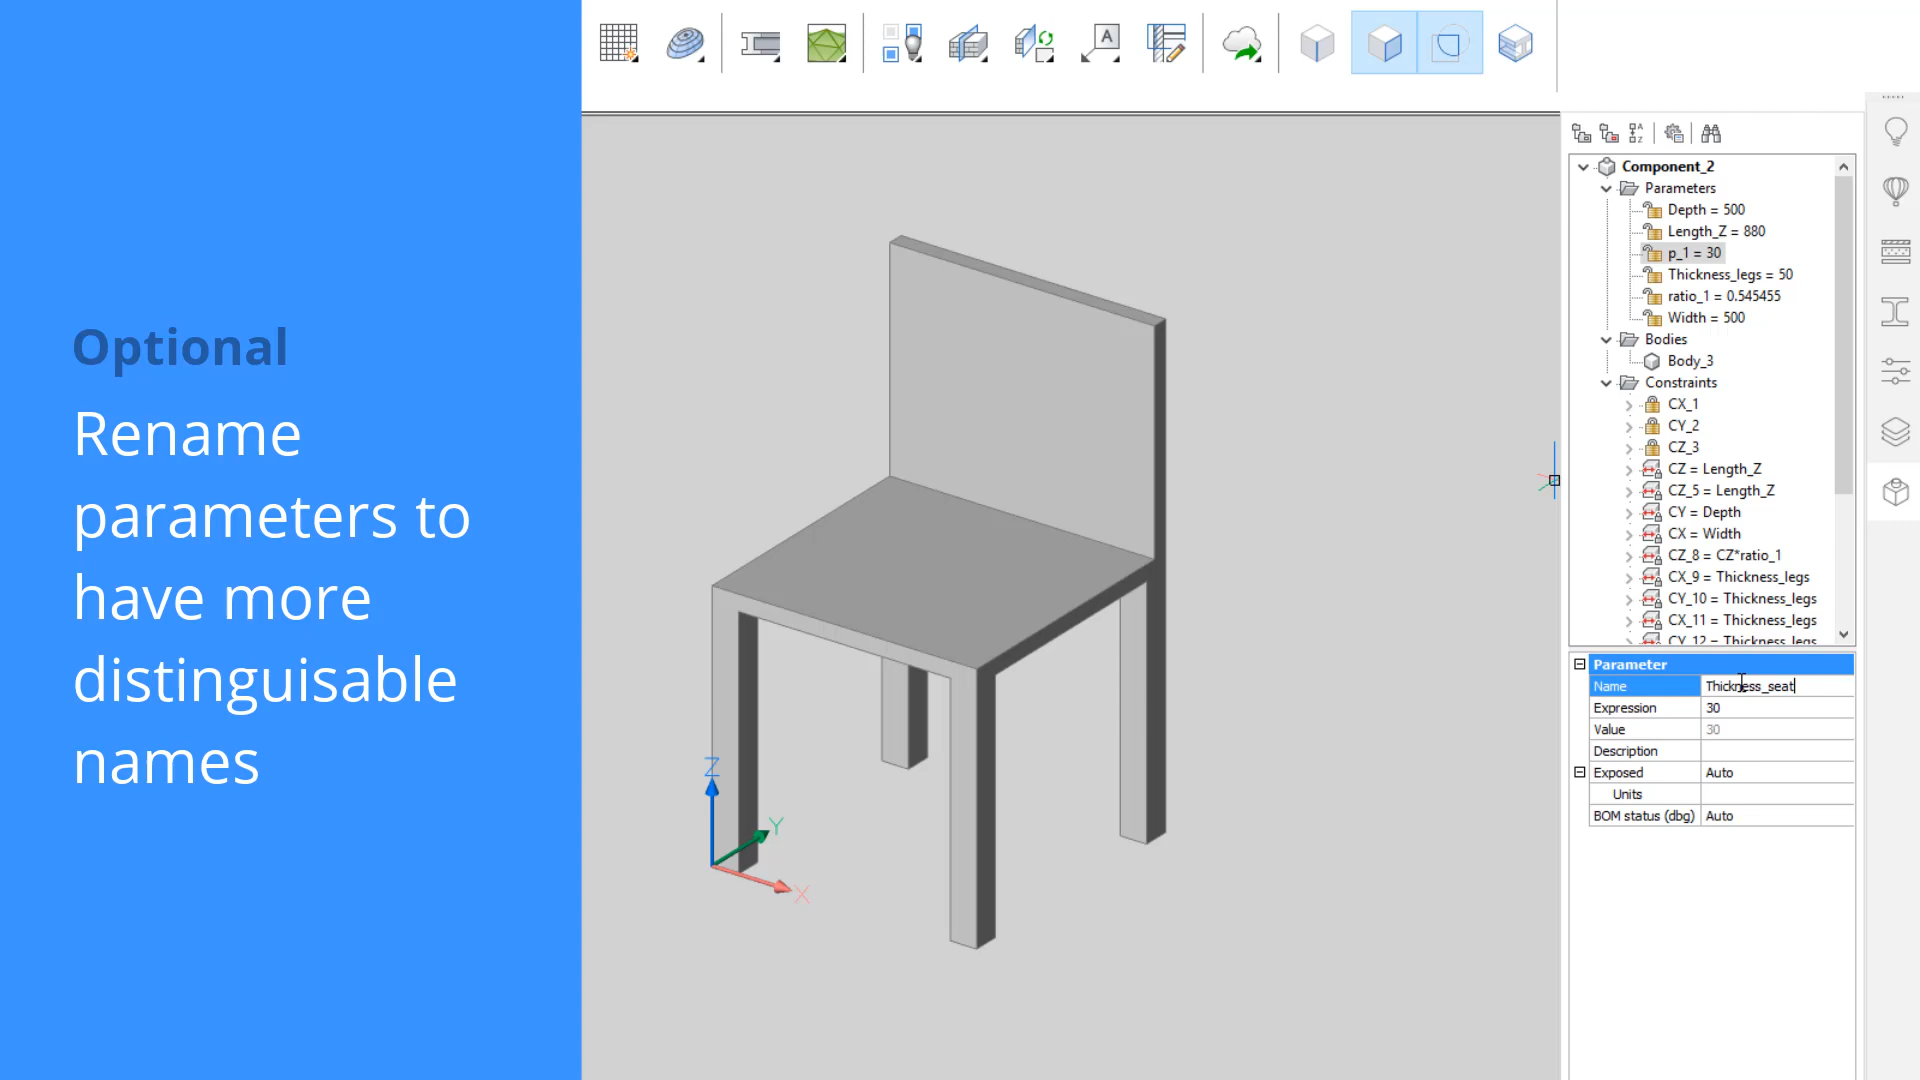 Optional
Rename
parameters to
have more
distinguisable
names
A
Z
Y
X
A
Z
Component_2
Parameters
Depth = 500
Length_Z = 880
p_1 = 30
Thickness_legs = 50
ratio_1 = 0.545455
Width = 500
Bodies
Body_3
Constraints
CX_1
CY_2
CZ_3
CZ = Length_Z
CZ_5 = Length_Z
CY = Depth
CX = Width
CZ_8 = CZ*ratio_1
CX_9 = Thickness_legs
CY_10 = Thickness_legs
CX_11 = Thickness_legs
CY_12 = Thickness_legs
Parameter
Name Thickness_seat
Expression 30
Value 30
Description
Exposed Auto
Units
BOM status (dbg) Auto